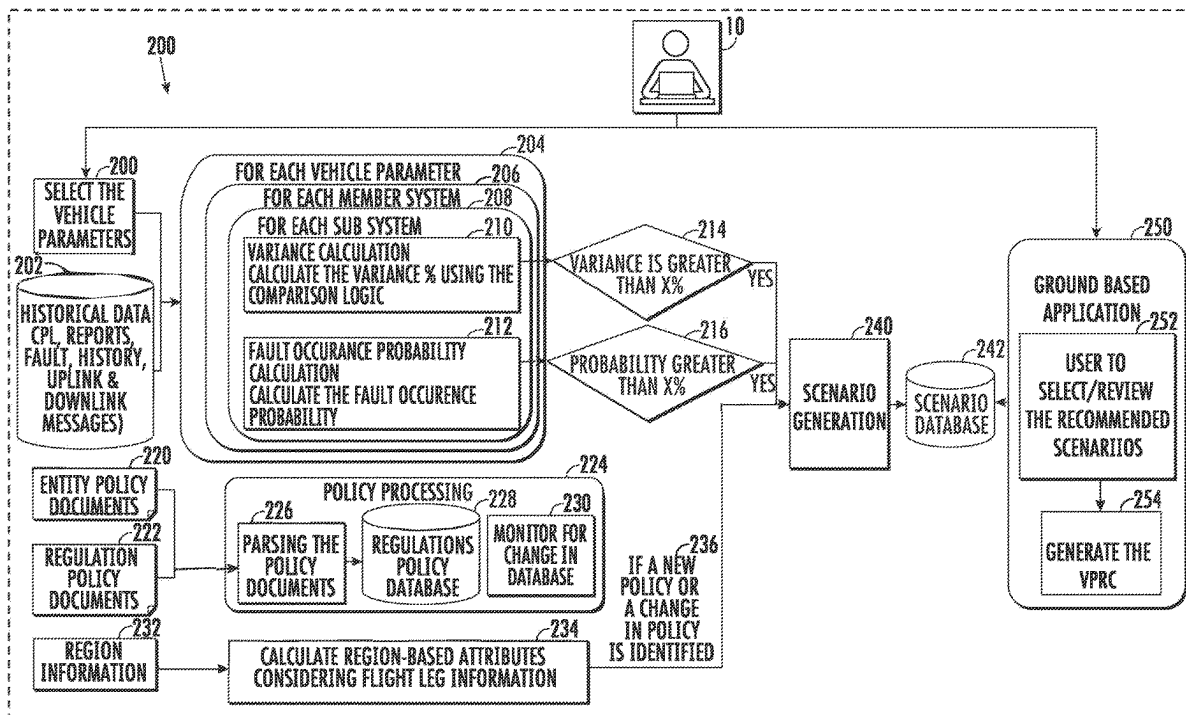 10
200
200
SELECT THE
VEHICLE
PARAMETERS
202
HISTORICAL DATA
CPL, REPORTS,
FAULT, HISTORY,
UPLINK &
DOWNLINK
MESSAGES)
204
FOR EACH VEHICLE PARAMETER
206
FOR EACH MEMBER SYSTEM
208
FOR EACH SUB SYSTEM
210
VARIANCE CALCULATION
CALCULATE THE VARIANCE % USING THE
COMPARISON LOGIC
212
FAULT OCCURANCE PROBABILITY
CALCULATION
CALCULATE THE FAULT OCCURENCE
PROBABILITY
214
VARIANCE IS GREATER
THAN X%
YES
216
PROBABILITY GREATER
THAN X%
YES
220
ENTITY POLICY
DOCUMENTS
222
REGULATION POLICY
DOCUMENTS
224
POLICY PROCESSING
226
PARSING THE
POLICY
DOCUMENTS
228
REGULATIONS
POLICY
DATABASE
230
MONITOR FOR
CHANGE IN
DATABASE
232
REGION
INFORMATION
234
CALCULATE REGION-BASED ATTRIBUTES
CONSIDERING FLIGHT LEG INFORMATION
236
IF A NEW
POLICY OR
A CHANGE
IN POLICY
IS IDENTIFIED
240
SCENARIO
GENERATION
242
SCENARIO
DATABASE
250
GROUND BASED
APPLICATION
252
USER TO
SELECT/REVIEW
THE RECOMMENDED
SCENARIIOS
254
GENERATE THE
VPRC